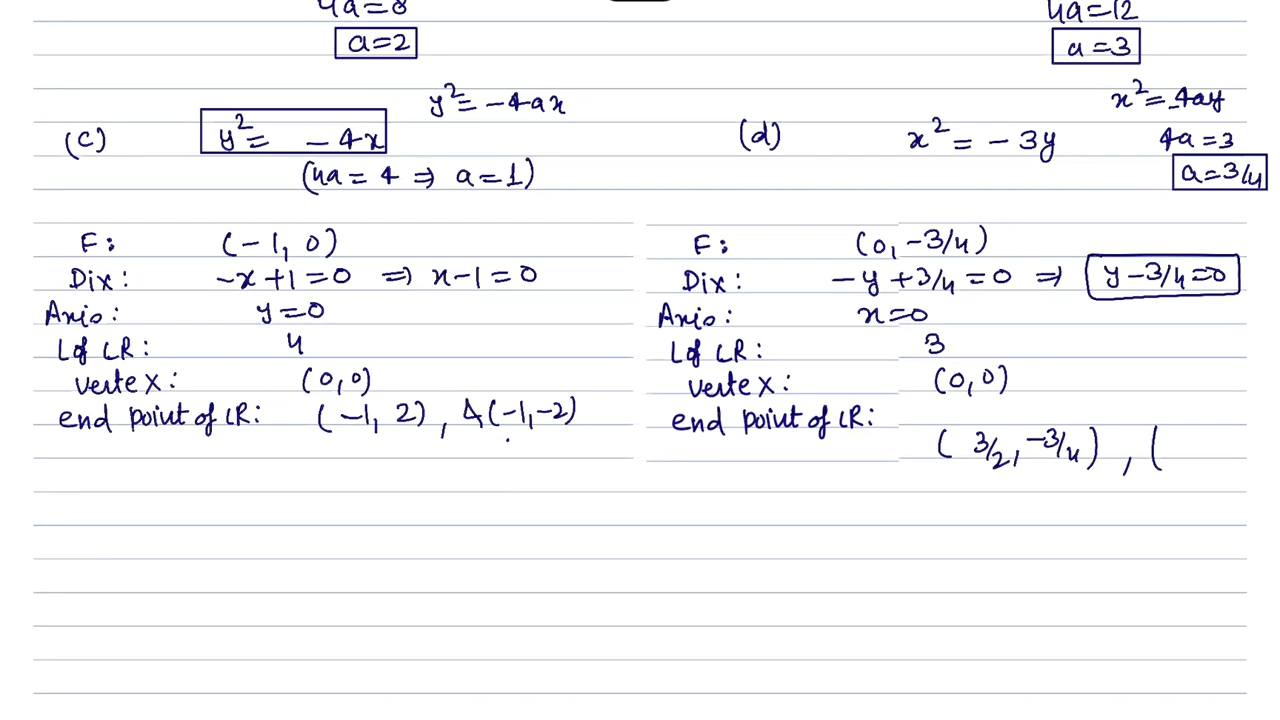 4a=8
a=2
4a=12
a=3
(C) y²= -4x
y²= -4ax
(4a=4 ⇒ a=1)
F: (-1, 0)
Dix: -x+1=0 ⇒ x-1=0
Axis: y=0
L of LR: 4
vertex: (0,0)
end point of LR: (-1, 2), & (-1,-2)
(d) x² = -3y
x²=-4ay
4a=3
a=3/4
F: (0, -3/4)
Dix: -y+3/4=0 ⇒ y-3/4=0
Axis: x=0
L of LR: 3
vertex: (0,0)
end point of LR:
(3/2, -3/4), (